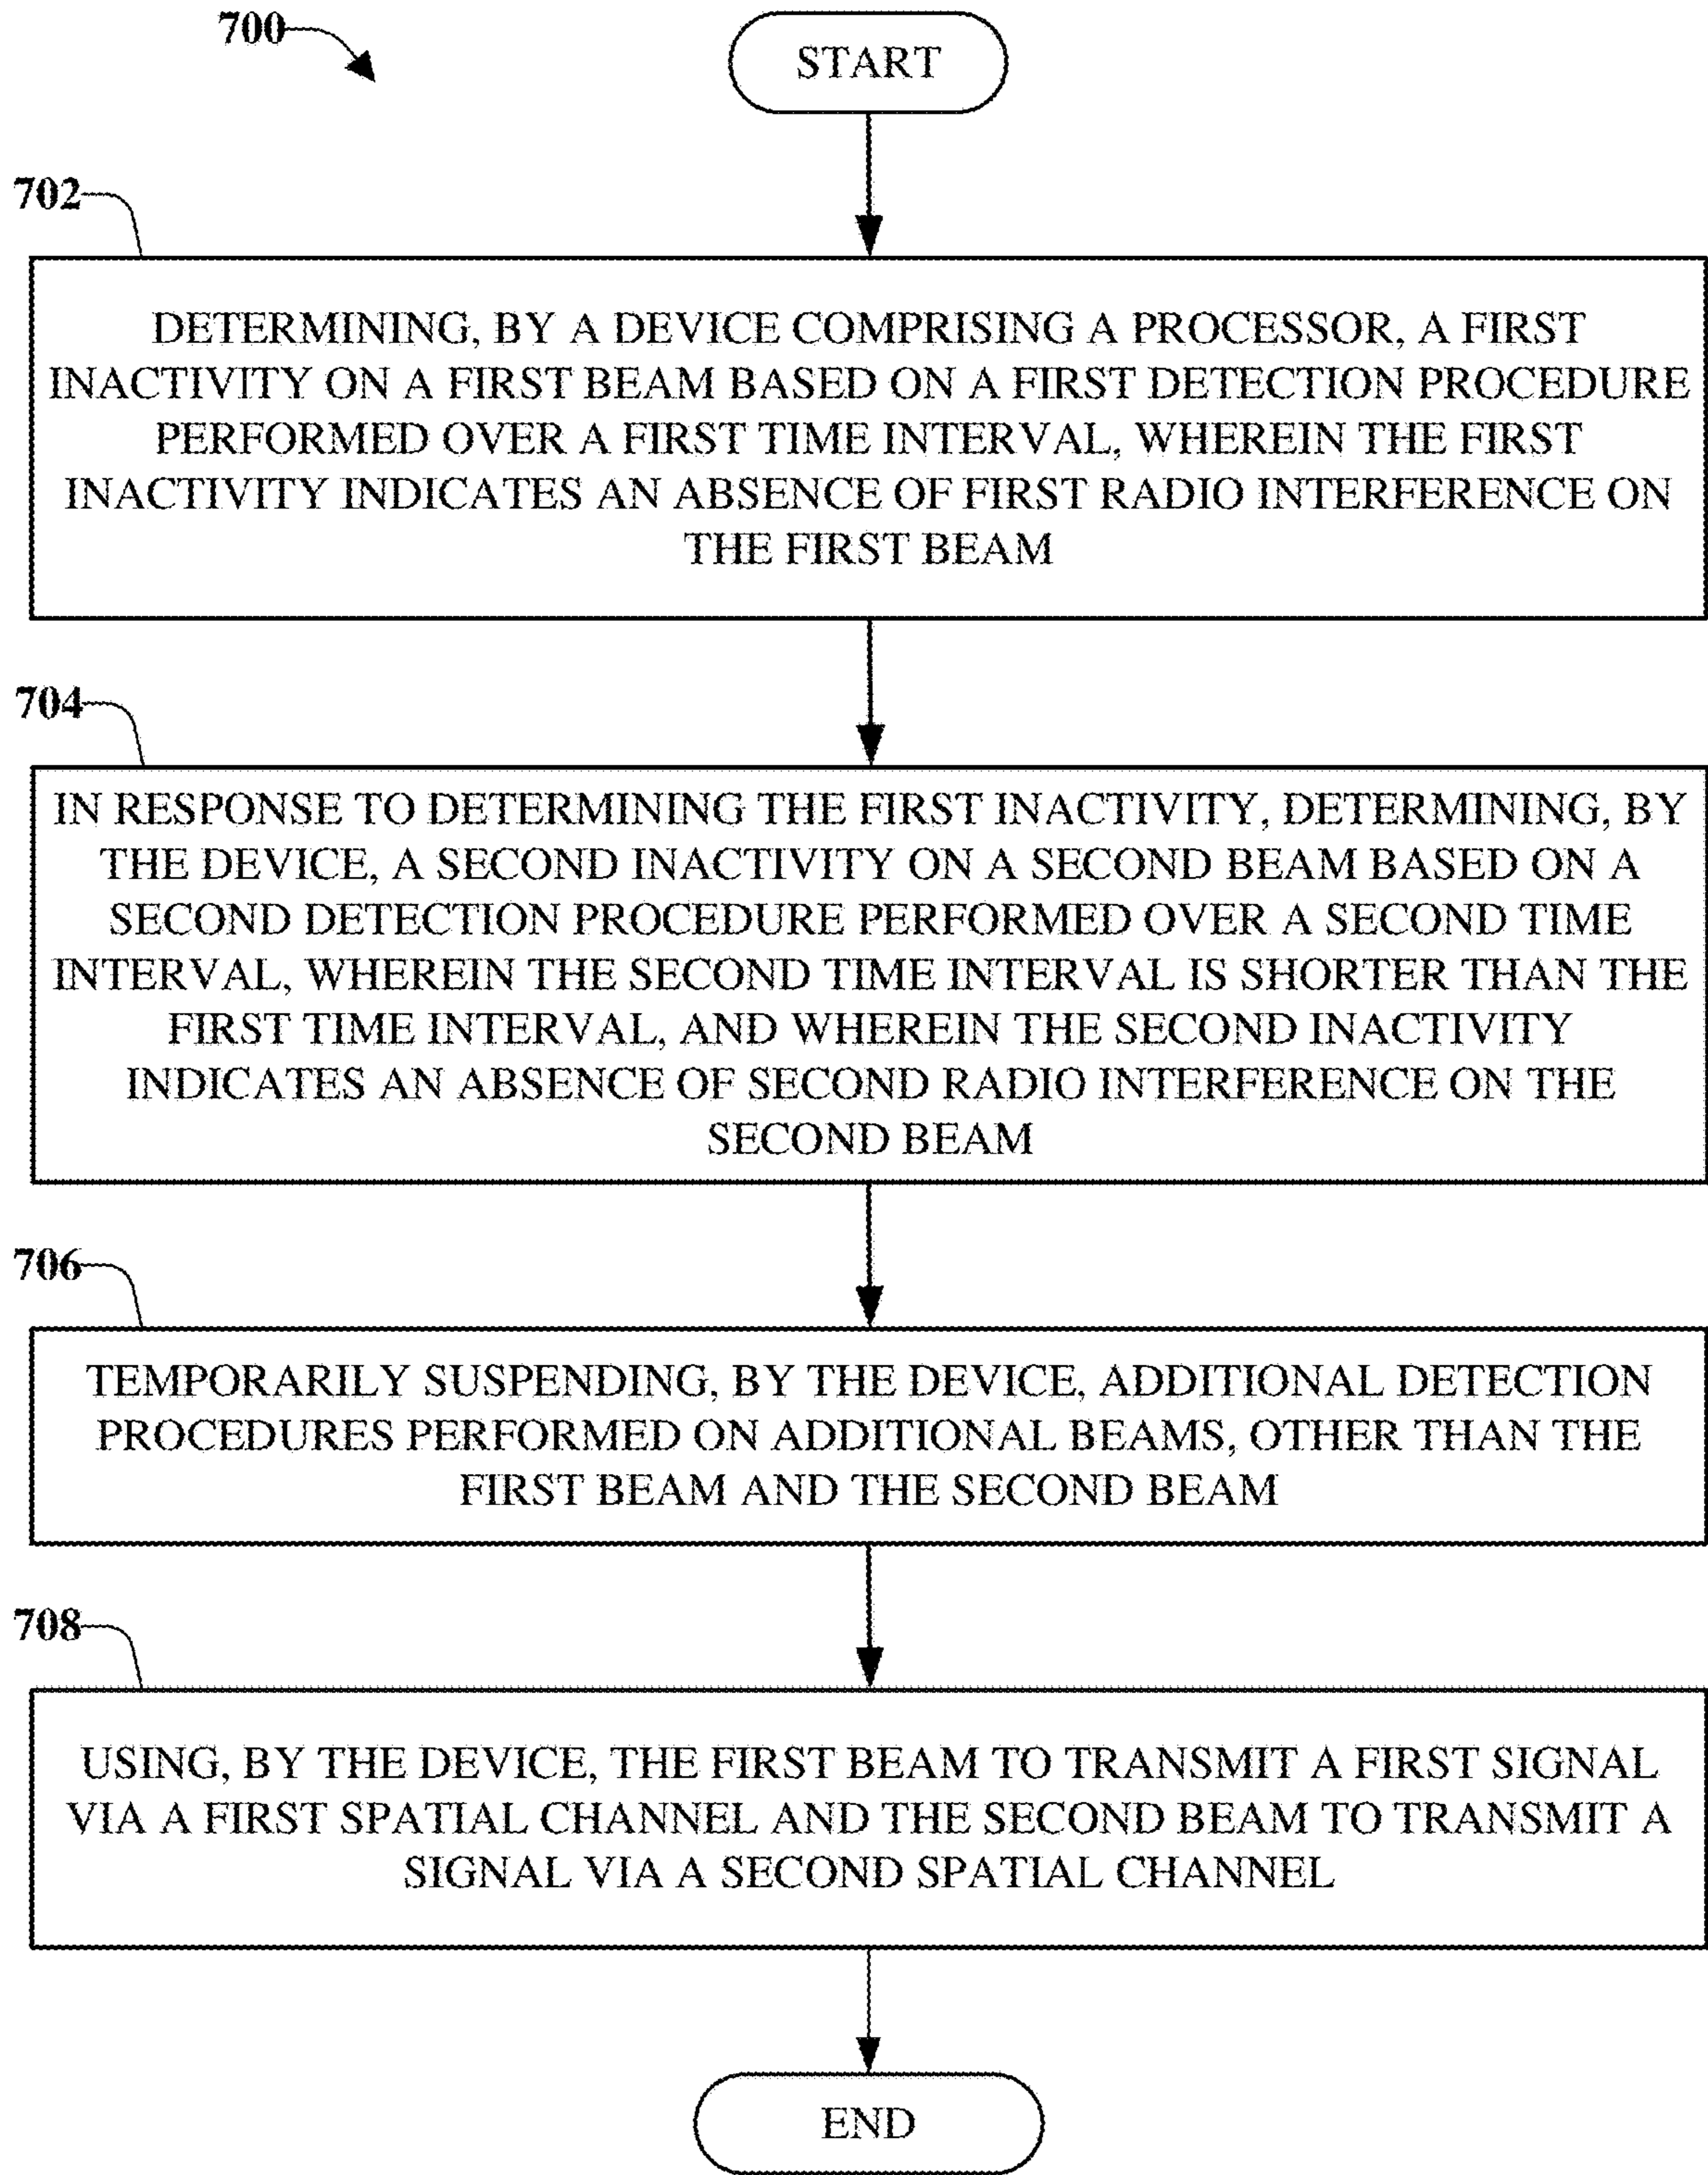 700
START
702
DETERMINING, BY A DEVICE COMPRISING A PROCESSOR, A FIRST
INACTIVITY ON A FIRST BEAM BASED ON A FIRST DETECTION PROCEDURE
PERFORMED OVER A FIRST TIME INTERVAL, WHEREIN THE FIRST
INACTIVITY INDICATES AN ABSENCE OF FIRST RADIO INTERFERENCE ON
THE FIRST BEAM
704
IN RESPONSE TO DETERMINING THE FIRST INACTIVITY, DETERMINING, BY
THE DEVICE, A SECOND INACTIVITY ON A SECOND BEAM BASED ON A
SECOND DETECTION PROCEDURE PERFORMED OVER A SECOND TIME
INTERVAL, WHEREIN THE SECOND TIME INTERVAL IS SHORTER THAN THE
FIRST TIME INTERVAL, AND WHEREIN THE SECOND INACTIVITY
INDICATES AN ABSENCE OF SECOND RADIO INTERFERENCE ON THE
SECOND BEAM
706
TEMPORARILY SUSPENDING, BY THE DEVICE, ADDITIONAL DETECTION
PROCEDURES PERFORMED ON ADDITIONAL BEAMS, OTHER THAN THE
FIRST BEAM AND THE SECOND BEAM
708
USING, BY THE DEVICE, THE FIRST BEAM TO TRANSMIT A FIRST SIGNAL
VIA A FIRST SPATIAL CHANNEL AND THE SECOND BEAM TO TRANSMIT A
SIGNAL VIA A SECOND SPATIAL CHANNEL
END